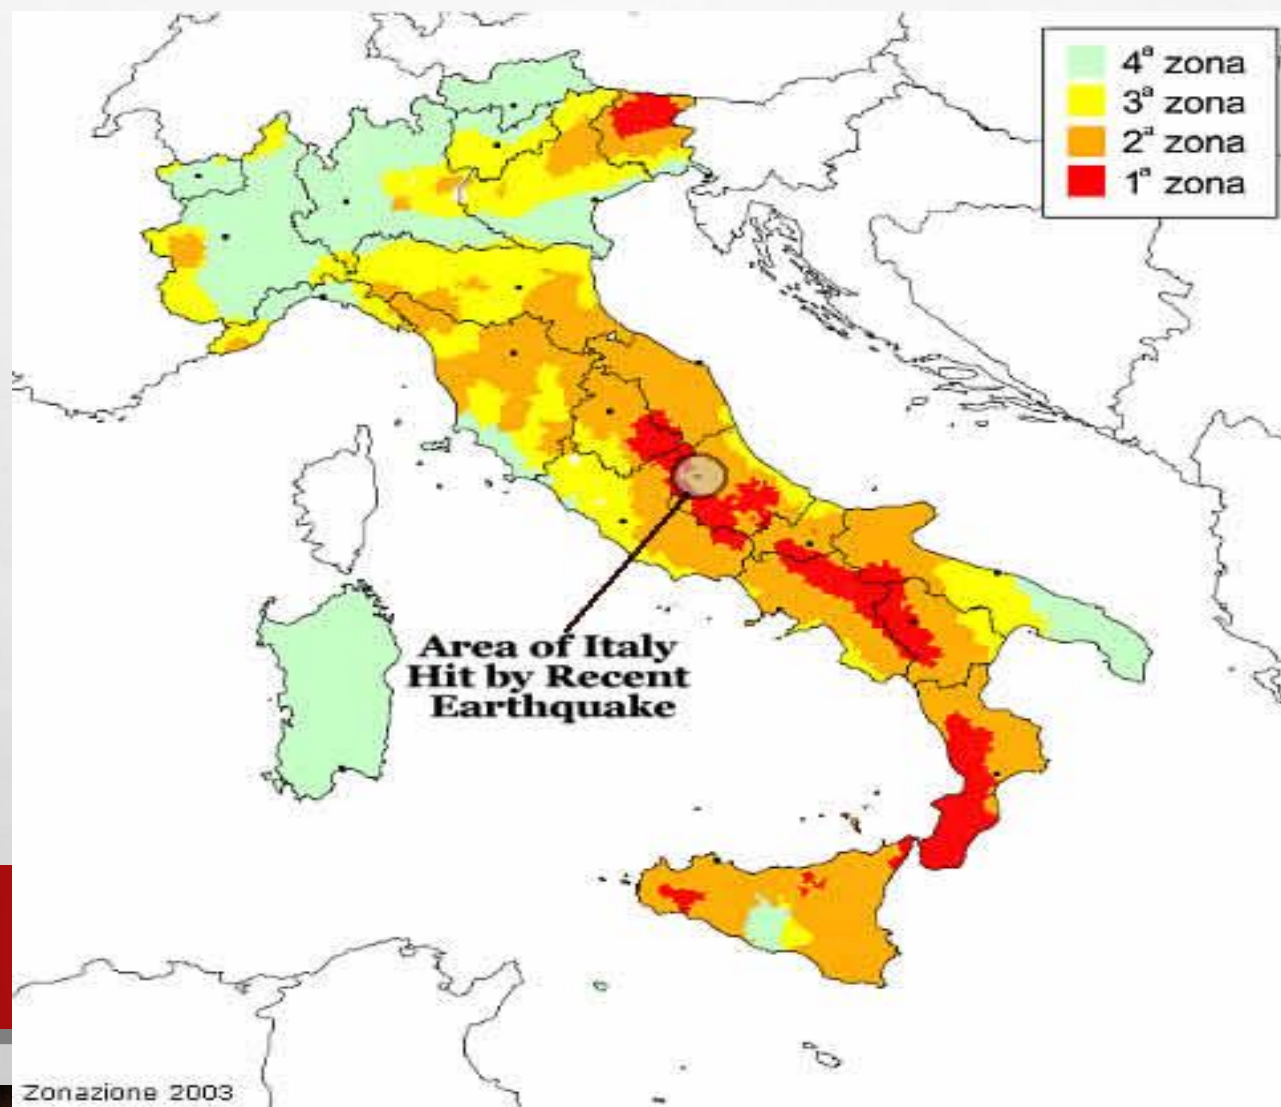 4ª zona
3ª zona
2ª zona
1ª zona
Area of Italy
Hit by Recent
Earthquake
Zonazione 2003